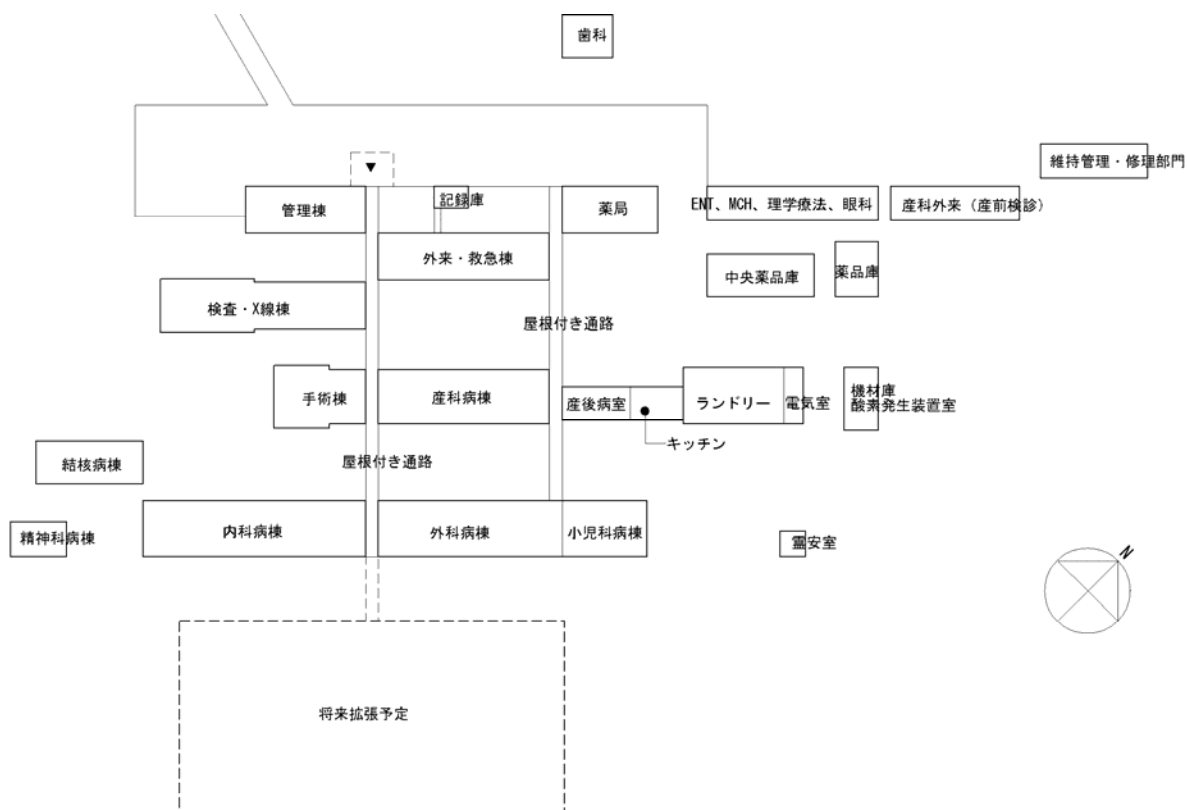 歯科
維持管理・修理部門
▼
管理棟
記録庫
薬局
ENT、MCH、理学療法、眼科
産科外来（産前検診）
外来・救急棟
中央薬品庫
薬品庫
検査・X線棟
屋根付き通路
手術棟
産科病棟
産後病室
ランドリー
電気室
機材庫
酸素発生装置室
キッチン
結核病棟
屋根付き通路
精神科病棟
内科病棟
外科病棟
小児科病棟
霊安室
N
将来拡張予定